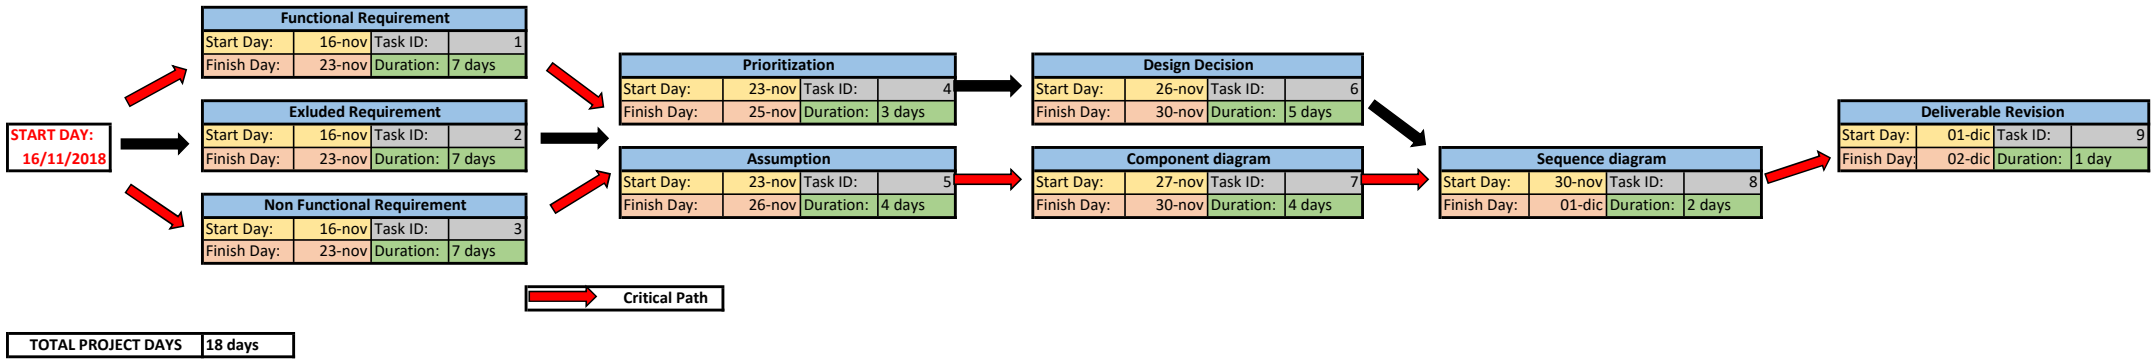 START DAY:
16/11/2018
Functional Requirement
Start Day: 16-nov Task ID: 1
Finish Day: 23-nov Duration: 7 days
Exluded Requirement
Start Day: 16-nov Task ID: 2
Finish Day: 23-nov Duration: 7 days
Non Functional Requirement
Start Day: 16-nov Task ID: 3
Finish Day: 23-nov Duration: 7 days
Prioritization
Start Day: 23-nov Task ID: 4
Finish Day: 25-nov Duration: 3 days
Assumption
Start Day: 23-nov Task ID: 5
Finish Day: 26-nov Duration: 4 days
Design Decision
Start Day: 26-nov Task ID: 6
Finish Day: 30-nov Duration: 5 days
Component diagram
Start Day: 27-nov Task ID: 7
Finish Day: 30-nov Duration: 4 days
Sequence diagram
Start Day: 30-nov Task ID: 8
Finish Day: 01-dic Duration: 2 days
Deliverable Revision
Start Day: 01-dic Task ID: 9
Finish Day: 02-dic Duration: 1 day
Critical Path
TOTAL PROJECT DAYS 18 days